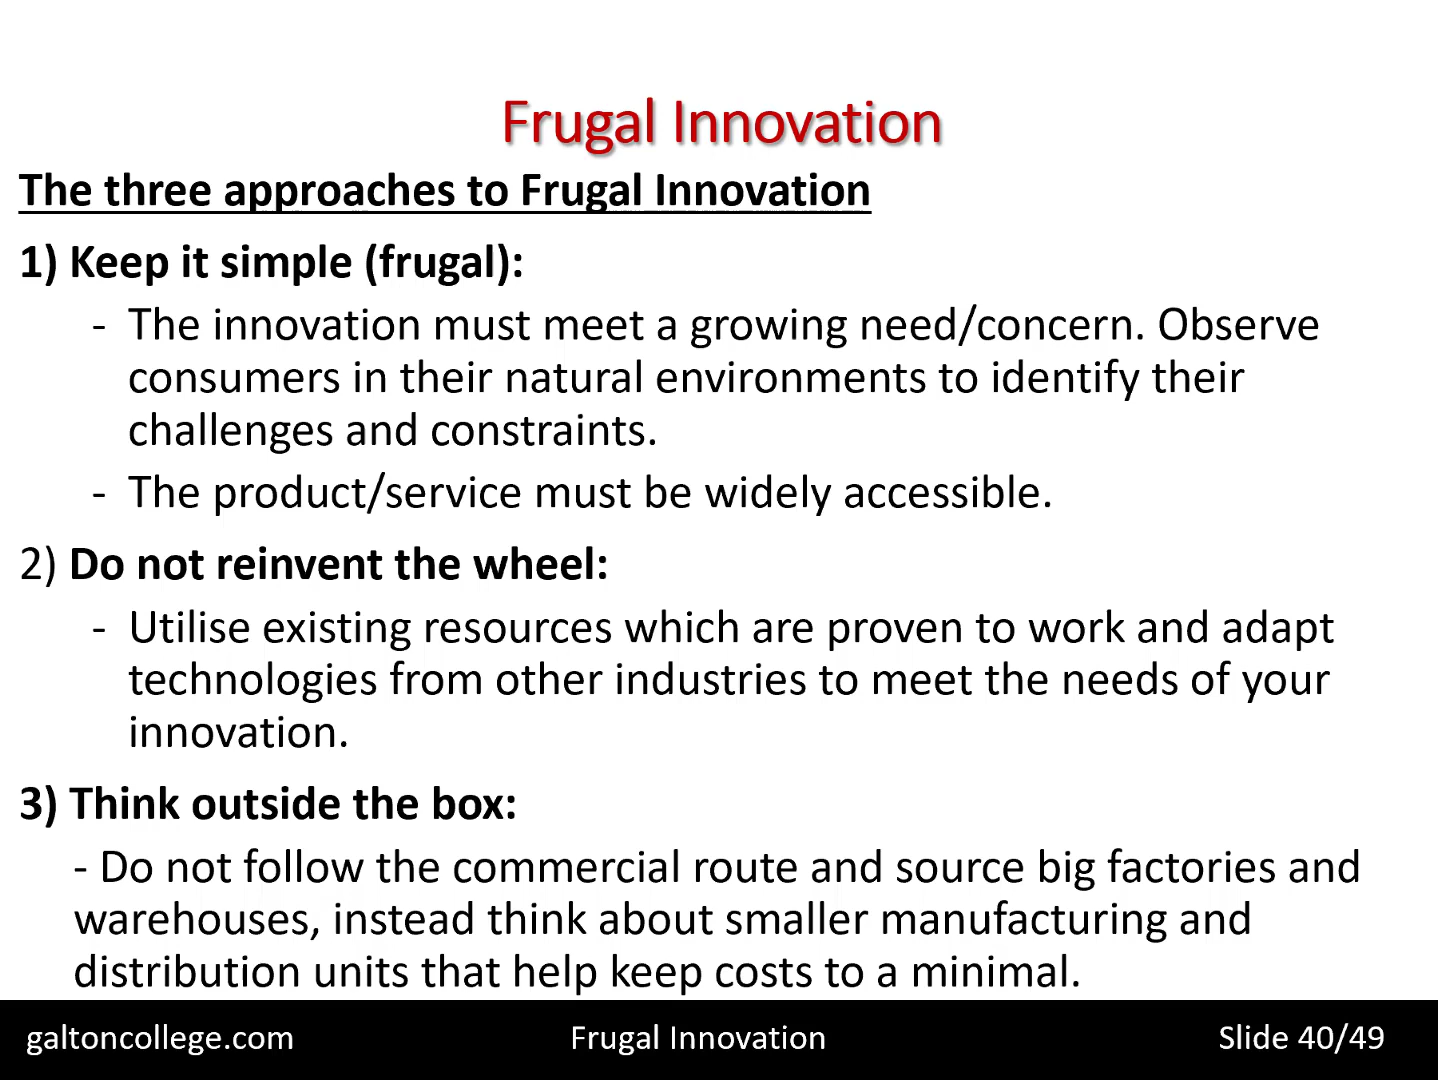 Frugal Innovation
The three approaches to Frugal Innovation
1) Keep it simple (frugal):
- The innovation must meet a growing need/concern. Observe
consumers in their natural environments to identify their
challenges and constraints.
- The product/service must be widely accessible.
2) Do not reinvent the wheel:
- Utilise existing resources which are proven to work and adapt
technologies from other industries to meet the needs of your
innovation.
3) Think outside the box:
- Do not follow the commercial route and source big factories and
warehouses, instead think about smaller manufacturing and
distribution units that help keep costs to a minimal.
galtoncollege.com Frugal Innovation Slide 40/49